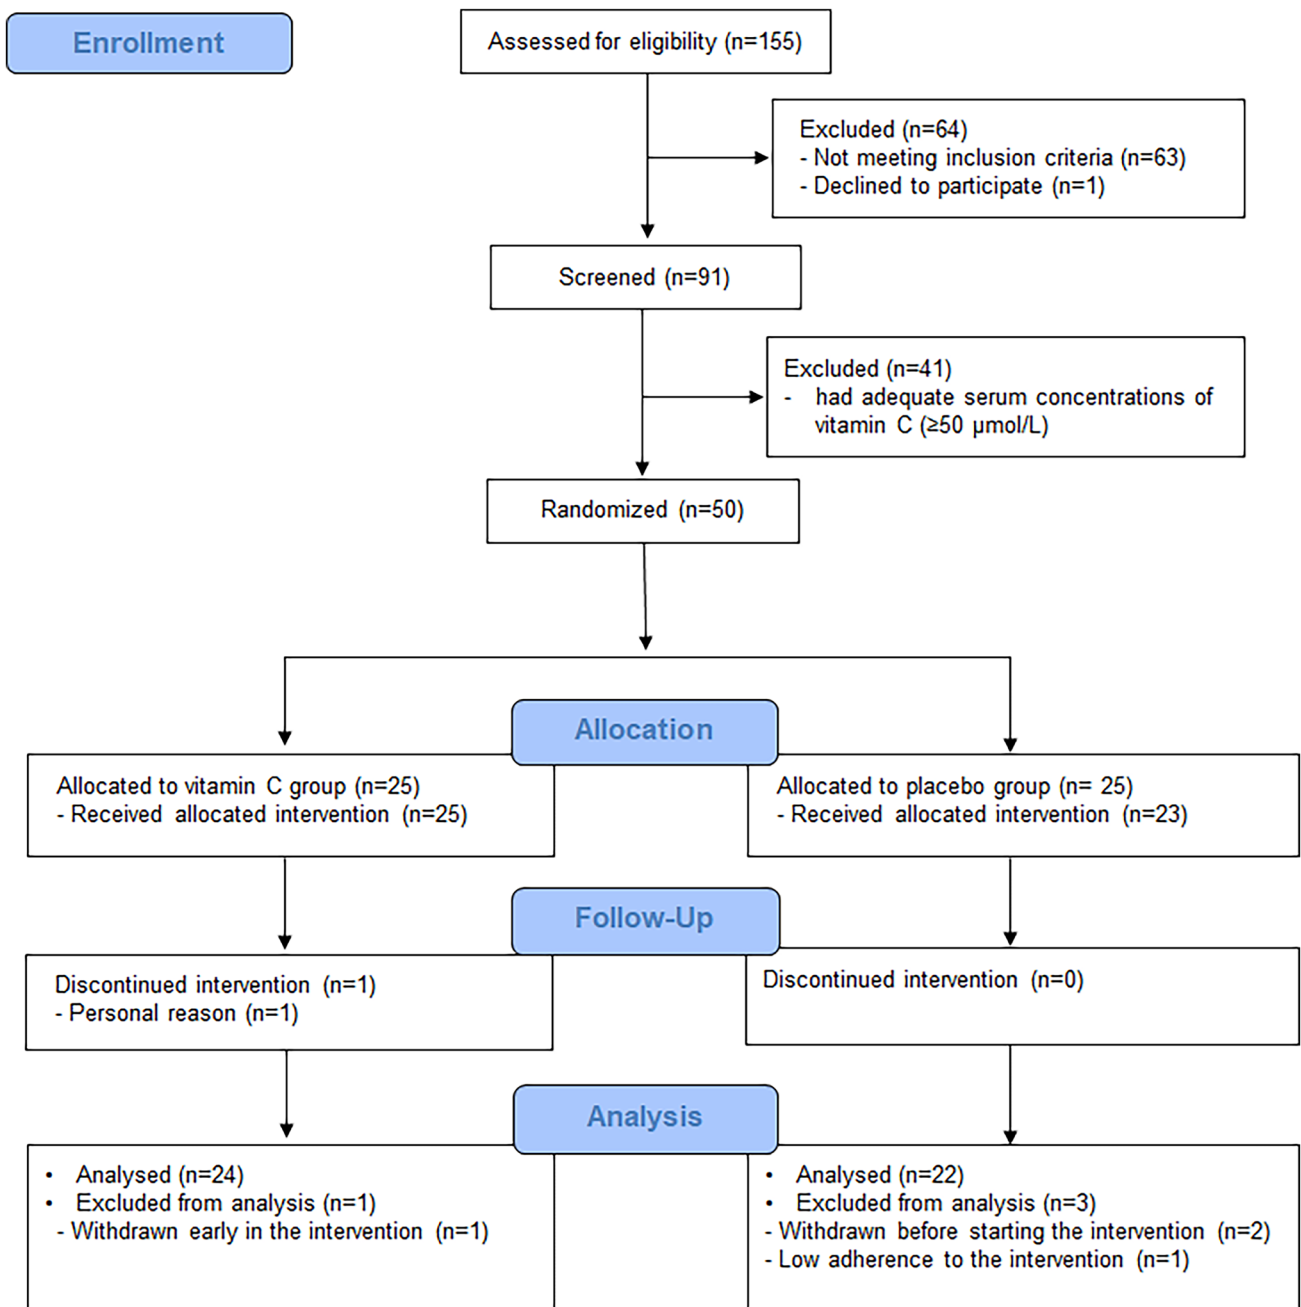 Enrollment
Assessed for eligibility (n=155)
Excluded (n=64)
- Not meeting inclusion criteria (n=63)
- Declined to participate (n=1)
Screened (n=91)
Excluded (n=41)
- had adequate serum concentrations of
vitamin C (≥50 µmol/L)
Randomized (n=50)
Allocation
Allocated to vitamin C group (n=25)
- Received allocated intervention (n=25)
Allocated to placebo group (n= 25)
- Received allocated intervention (n=23)
Follow-Up
Discontinued intervention (n=1)
- Personal reason (n=1)
Discontinued intervention (n=0)
Analysis
• Analysed (n=24)
• Excluded from analysis (n=1)
- Withdrawn early in the intervention (n=1)
• Analysed (n=22)
• Excluded from analysis (n=3)
- Withdrawn before starting the intervention (n=2)
- Low adherence to the intervention (n=1)